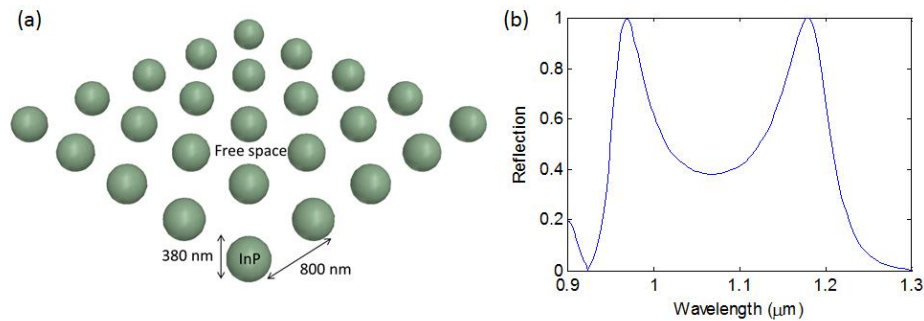 (a)
Free space
380 nm
InP
800 nm
(b)
1
0.8
0.6
0.4
0.2
0
Reflection
0.9
1
1.1
1.2
1.3
Wavelength (μm)